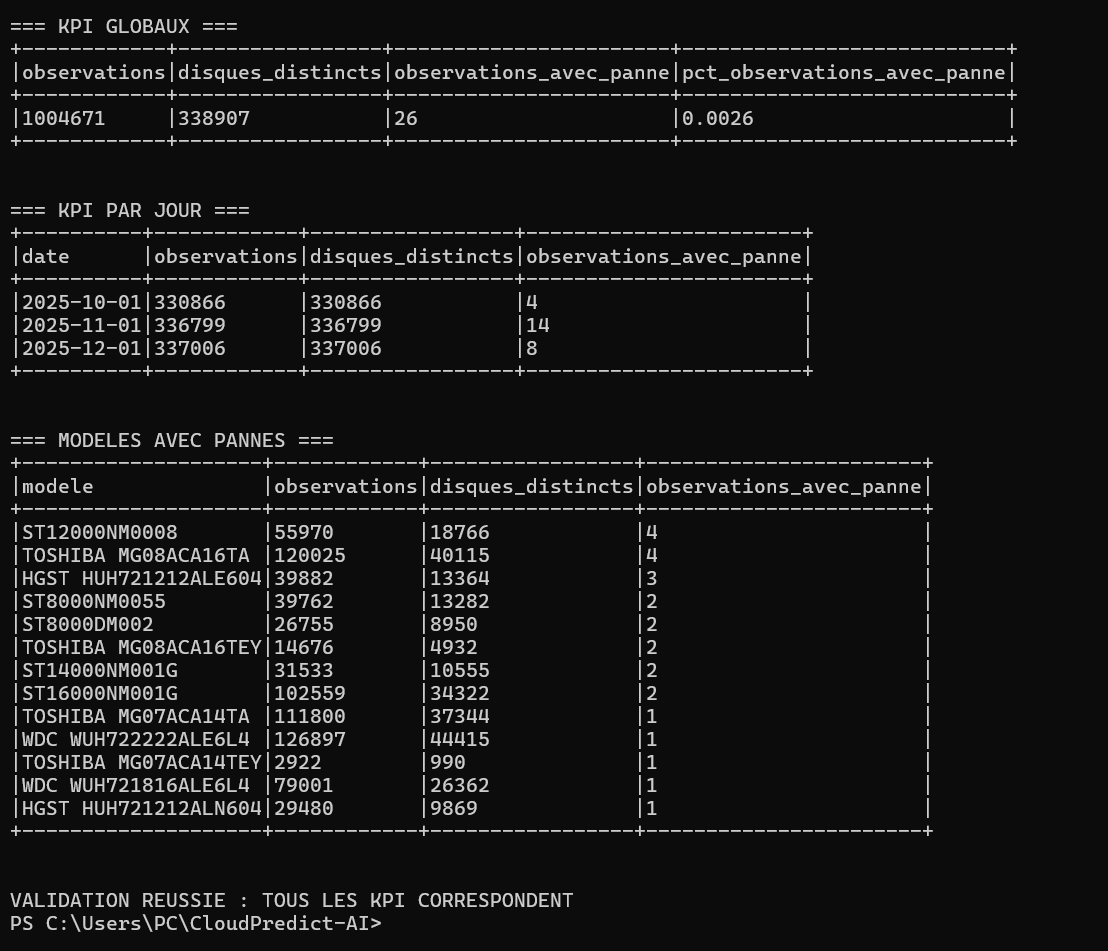 === KPI GLOBAUX ===
+------------+------------------+-----------------------+---------------------------+
|observations|disques_distincts|observations_avec_panne|pct_observations_avec_panne|
+------------+------------------+-----------------------+---------------------------+
|1004671     |338907           |26                     |0.0026                     |
+------------+------------------+-----------------------+---------------------------+
=== KPI PAR JOUR ===
+----------+------------+-----------------+-----------------------+
|date      |observations|disques_distincts|observations_avec_panne|
+----------+------------+-----------------+-----------------------+
|2025-10-01|330866      |330866           |4                      |
|2025-11-01|336799      |336799           |14                     |
|2025-12-01|337006      |337006           |8                      |
+----------+------------+-----------------+-----------------------+
=== MODELES AVEC PANNES ===
+--------------------+------------+-----------------+-----------------------+
|modele              |observations|disques_distincts|observations_avec_panne|
+--------------------+------------+-----------------+-----------------------+
|ST12000NM0008       |55970       |18766            |4                      |
|TOSHIBA MG08ACA16TA |120025      |40115            |4                      |
|HGST HUH721212ALE604|39882       |13364            |3                      |
|ST8000NM0055        |39762       |13282            |2                      |
|ST8000DM002         |26755       |8950             |2                      |
|TOSHIBA MG08ACA16TEY|14676       |4932             |2                      |
|ST14000NM001G       |31533       |10555            |2                      |
|ST16000NM001G       |102559      |34322            |2                      |
|TOSHIBA MG07ACA14TA |111800      |37344            |1                      |
|WDC WUH722222ALE6L4 |126897      |44415            |1                      |
|TOSHIBA MG07ACA14TEY|2922        |990              |1                      |
|WDC WUH721816ALE6L4 |79001       |26362            |1                      |
|HGST HUH721212ALN604|29480       |9869             |1                      |
+--------------------+------------+-----------------+-----------------------+
VALIDATION REUSSIE : TOUS LES KPI CORRESPONDENT
PS C:\Users\PC\CloudPredict-AI>